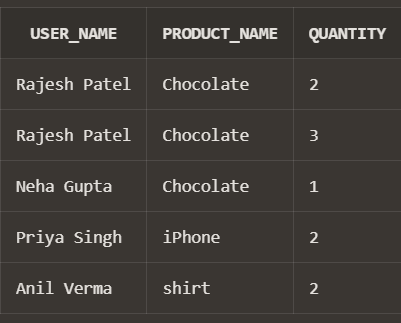 USER_NAME PRODUCT_NAME QUANTITY
Rajesh Patel Chocolate 2
Rajesh Patel Chocolate 3
Neha Gupta Chocolate 1
Priya Singh iPhone 2
Anil Verma shirt 2